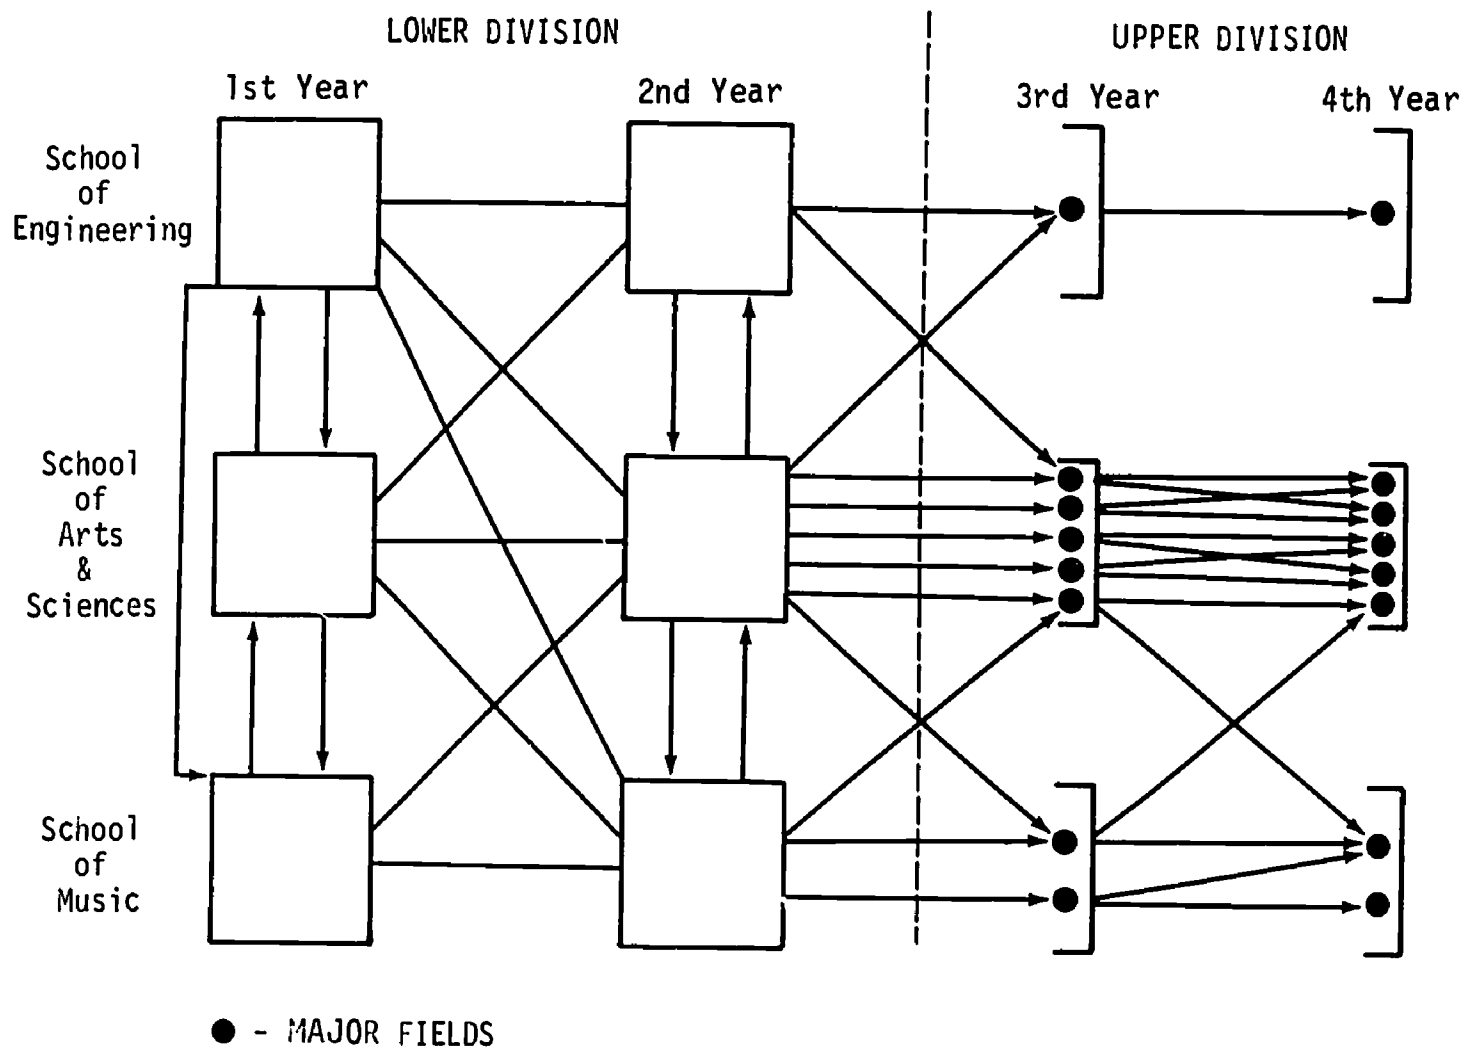 LOWER DIVISION
UPPER DIVISION
1st Year
2nd Year
3rd Year
4th Year
School
of
Engineering
School
of
Arts
&
Sciences
School
of
Music
- MAJOR FIELDS